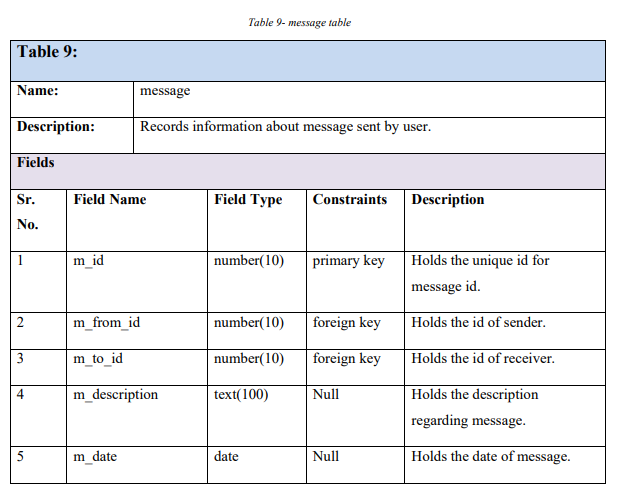 Table 9- message table
Table 9:
Name: message
Description: Records information about message sent by user.
Fields
Sr. No. Field Name Field Type Constraints Description
1 m_id number(10) primary key Holds the unique id for message id.
2 m_from_id number(10) foreign key Holds the id of sender.
3 m_to_id number(10) foreign key Holds the id of receiver.
4 m_description text(100) Null Holds the description regarding message.
5 m_date date Null Holds the date of message.